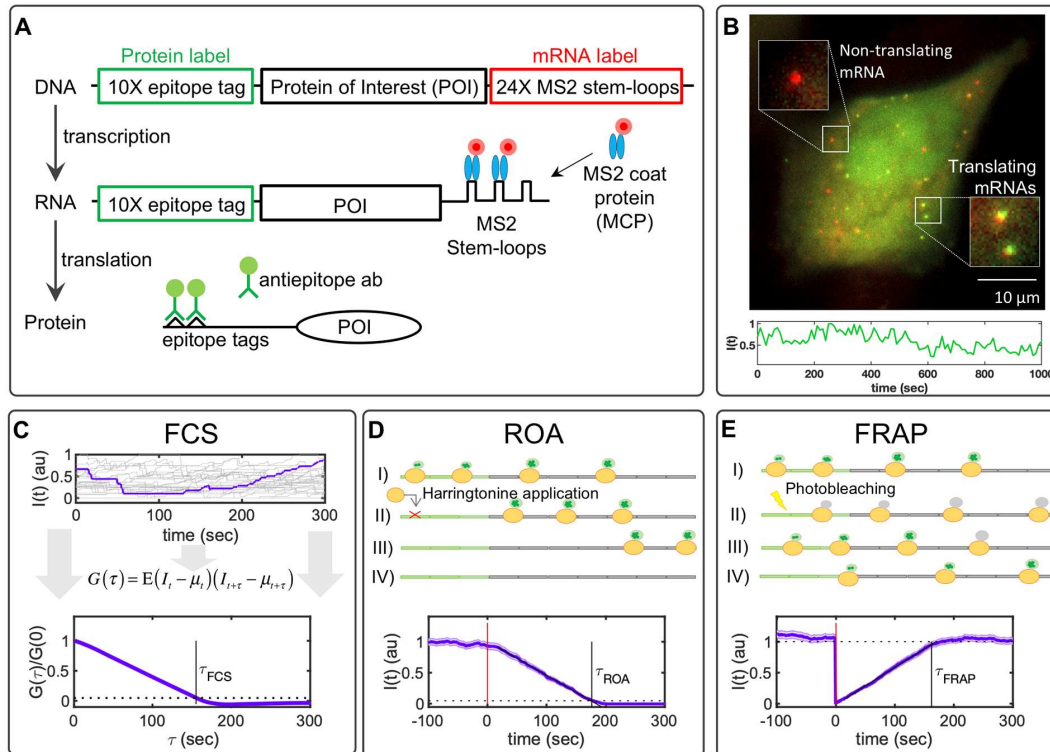 A
Protein label
mRNA label
DNA
10X epitope tag
Protein of Interest (POI)
24X MS2 stem-loops
transcription
RNA
10X epitope tag
POI
MS2
Stem-loops
MS2 coat
protein
(MCP)
translation
Protein
antiepitope ab
epitope tags
POI
B
Non-translating
mRNA
Translating
mRNAs
10 μm
I(t)
1
0.5
0 200 400 600 800 1000
time (sec)
C
FCS
I(t) (au)
1
0.5
0
0 100 200 300
time (sec)
G(τ) = E(I_t − μ_t)(I_{t+τ} − μ_{t+τ})
G(τ)/G(0)
1
0.5
0
τ_FCS
0 100 200 300
τ (sec)
D
ROA
I)
Harringtonine application
II)
III)
IV)
I(t) (au)
1
0.5
0
τ_ROA
-100 0 100 200 300
time (sec)
E
FRAP
I)
Photobleaching
II)
III)
IV)
I(t) (au)
1
0.5
0
τ_FRAP
-100 0 100 200 300
time (sec)